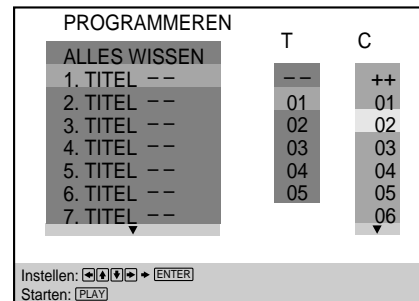 PROGRAMMEREN
T C
ALLES WISSEN
1. TITEL – – – – ++
2. TITEL – – 01 01
3. TITEL – – 02 02
4. TITEL – – 03 03
5. TITEL – – 04 04
6. TITEL – – 05 05
7. TITEL – – 06
Instellen: ENTER
Starten: PLAY